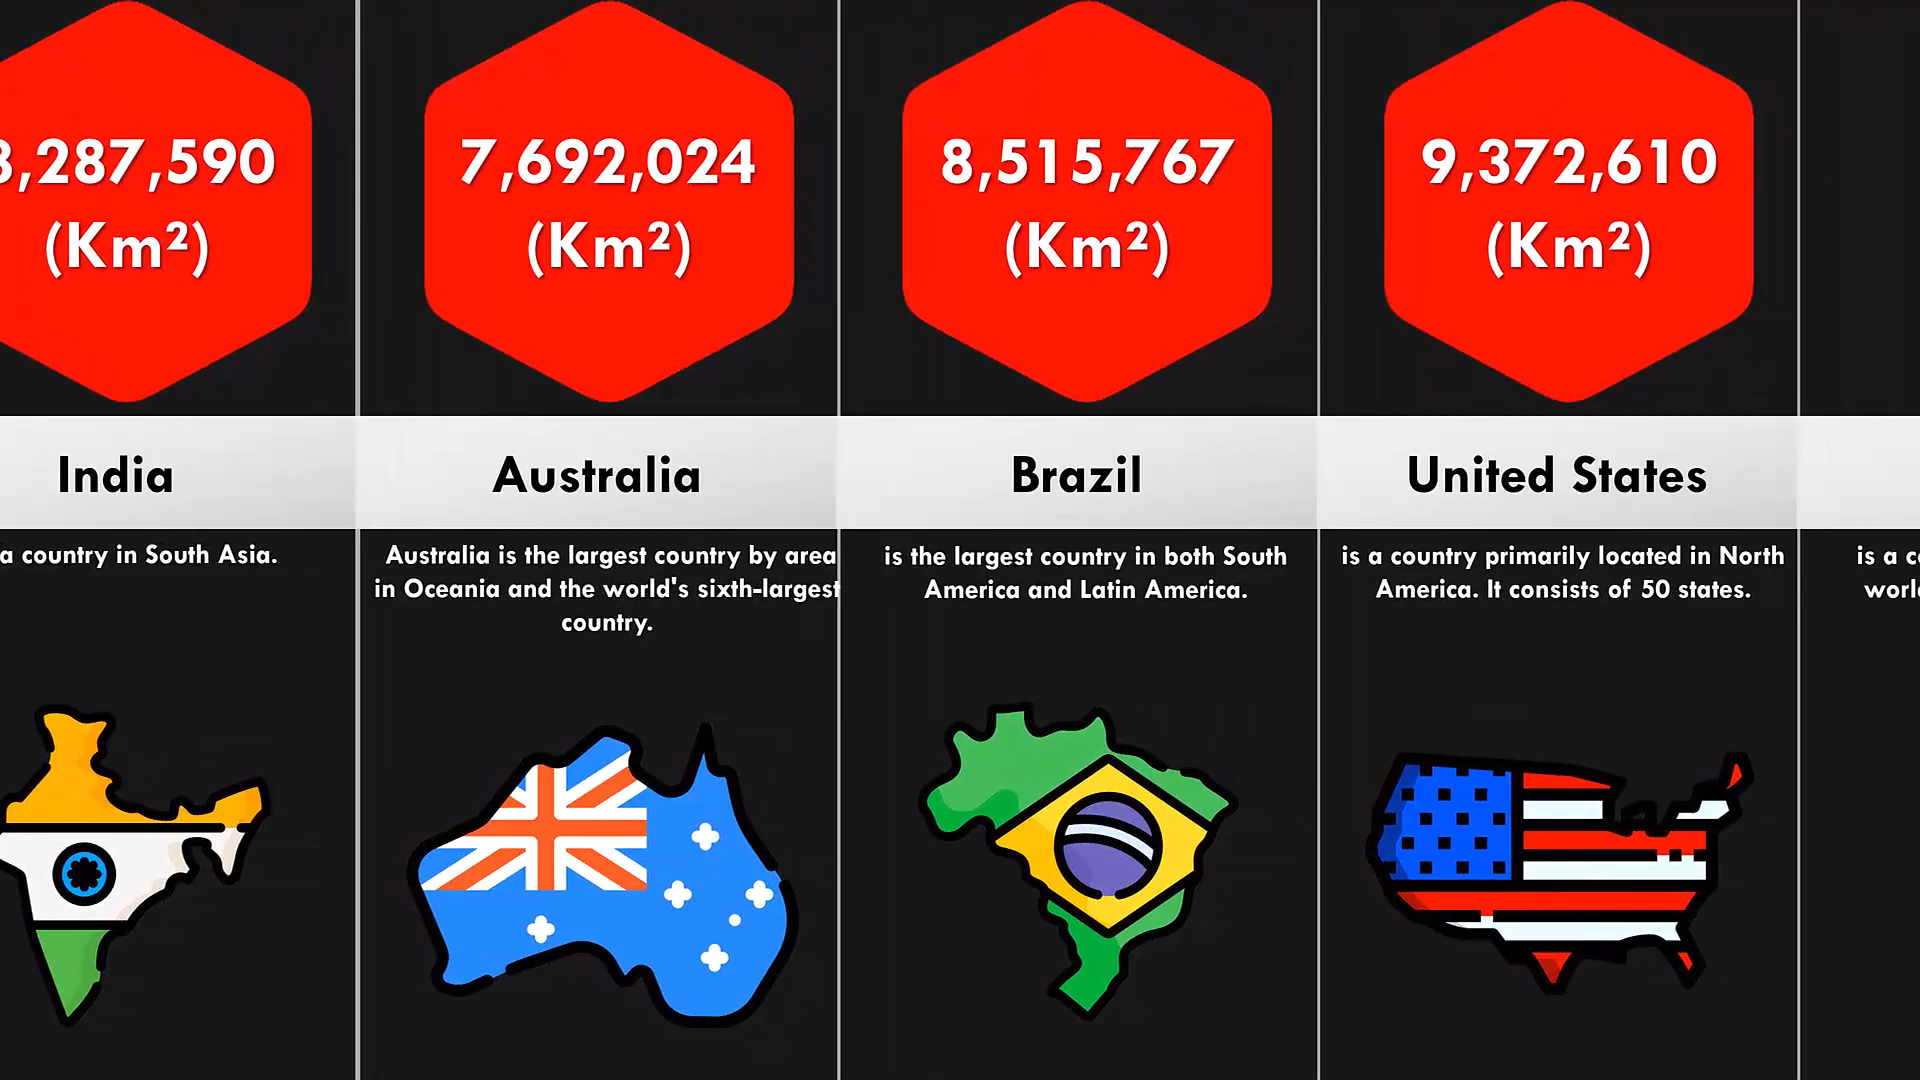 3,287,590
(Km²)
India
a country in South Asia.
7,692,024
(Km²)
Australia
Australia is the largest country by area
in Oceania and the world's sixth-largest
country.
8,515,767
(Km²)
Brazil
is the largest country in both South
America and Latin America.
9,372,610
(Km²)
United States
is a country primarily located in North
America. It consists of 50 states.
is a